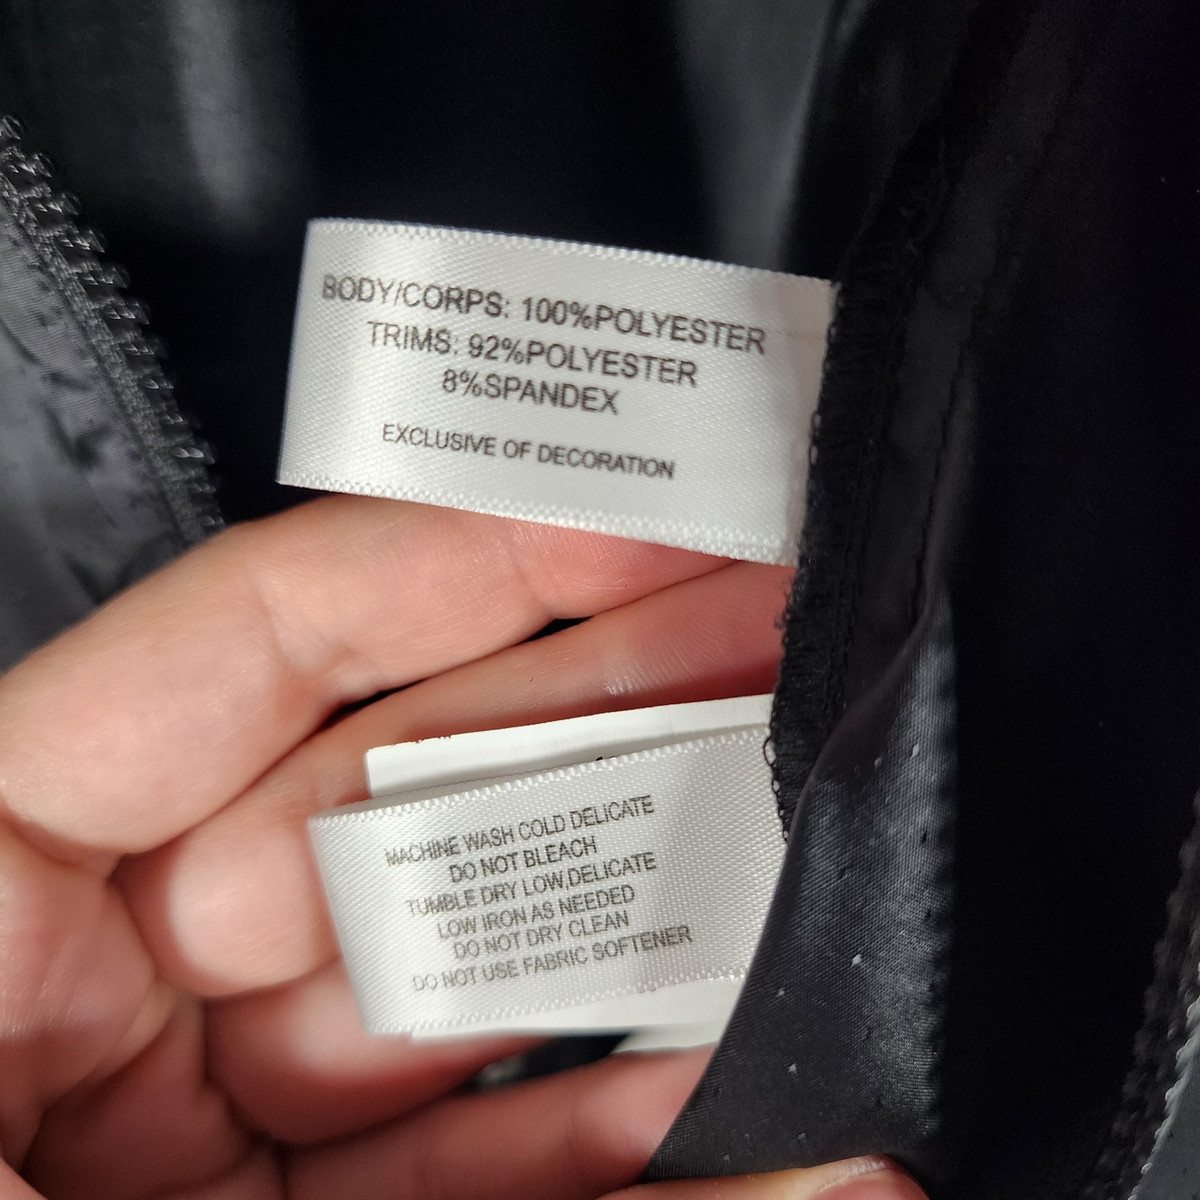 BODY/CORPS: 100%POLYESTER
TRIMS: 92%POLYESTER
8%SPANDEX
EXCLUSIVE OF DECORATION
MACHINE WASH COLD DELICATE
DO NOT BLEACH
TUMBLE DRY LOW,DELICATE
LOW IRON AS NEEDED
DO NOT DRY CLEAN
DO NOT USE FABRIC SOFTENER